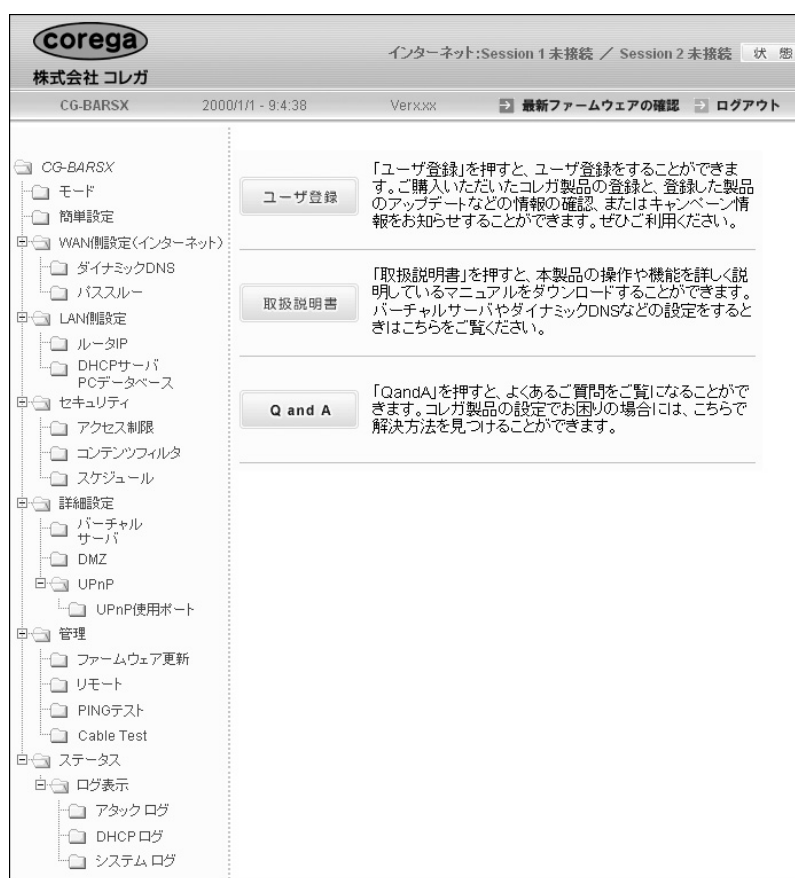 corega
株式会社 コレガ
インターネット:Session 1 未接続 ／ Session 2 未接続
状 態
CG-BARSX
2000/1/1 - 9:4:38
Ver.x.xx
最新ファームウェアの確認
ログアウト
CG-BARSX
モード
簡単設定
WAN側設定(インターネット)
ダイナミックDNS
パススルー
LAN側設定
ルータIP
DHCPサーバ
PCデータベース
セキュリティ
アクセス制限
コンテンツフィルタ
スケジュール
詳細設定
バーチャル
サーバ
DMZ
UPnP
UPnP使用ポート
管理
ファームウェア更新
リモート
PINGテスト
Cable Test
ステータス
ログ表示
アタック ログ
DHCP ログ
システム ログ
ユーザ登録
「ユーザ登録」を押すと、ユーザ登録をすることができま
す。ご購入いただいたコレガ製品の登録と、登録した製品
のアップデートなどの情報の確認、またはキャンペーン情
報をお知らせすることができます。ぜひご利用ください。
取扱説明書
「取扱説明書」を押すと、本製品の操作や機能を詳しく説
明しているマニュアルをダウンロードすることができます。
バーチャルサーバやダイナミックDNSなどの設定をすると
きはこちらをご覧ください。
Q and A
「QandA」を押すと、よくあるご質問をご覧になることがで
きます。コレガ製品の設定でお困りの場合には、こちらで
解決方法を見つけることができます。